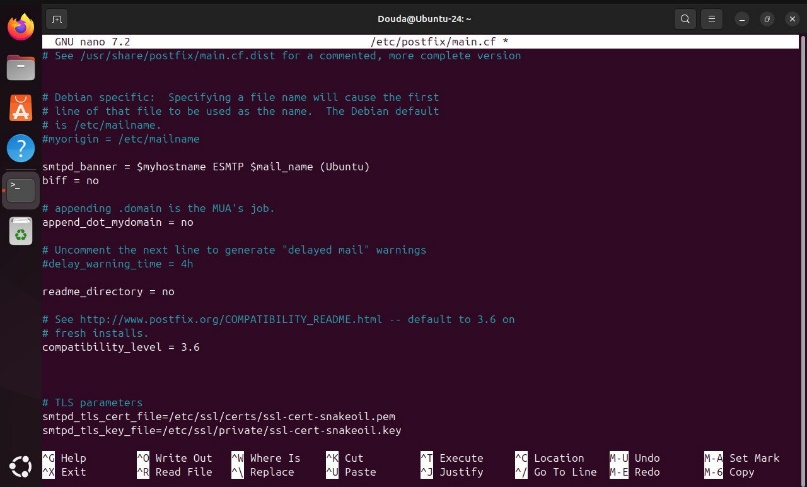 Douda@Ubuntu-24: ~
GNU nano 7.2 /etc/postfix/main.cf *
# See /usr/share/postfix/main.cf.dist for a commented, more complete version
# Debian specific:  Specifying a file name will cause the first
# line of that file to be used as the name.  The Debian default
# is /etc/mailname.
#myorigin = /etc/mailname
smtpd_banner = $myhostname ESMTP $mail_name (Ubuntu)
biff = no
# appending .domain is the MUA's job.
append_dot_mydomain = no
# Uncomment the next line to generate "delayed mail" warnings
#delay_warning_time = 4h
readme_directory = no
# See http://www.postfix.org/COMPATIBILITY_README.html -- default to 3.6 on
# fresh installs.
compatibility_level = 3.6
# TLS parameters
smtpd_tls_cert_file=/etc/ssl/certs/ssl-cert-snakeoil.pem
smtpd_tls_key_file=/etc/ssl/private/ssl-cert-snakeoil.key
^G Help ^O Write Out ^W Where Is ^K Cut ^T Execute ^C Location M-U Undo M-A Set Mark
^X Exit ^R Read File ^\ Replace ^U Paste ^J Justify ^/ Go To Line M-E Redo M-6 Copy